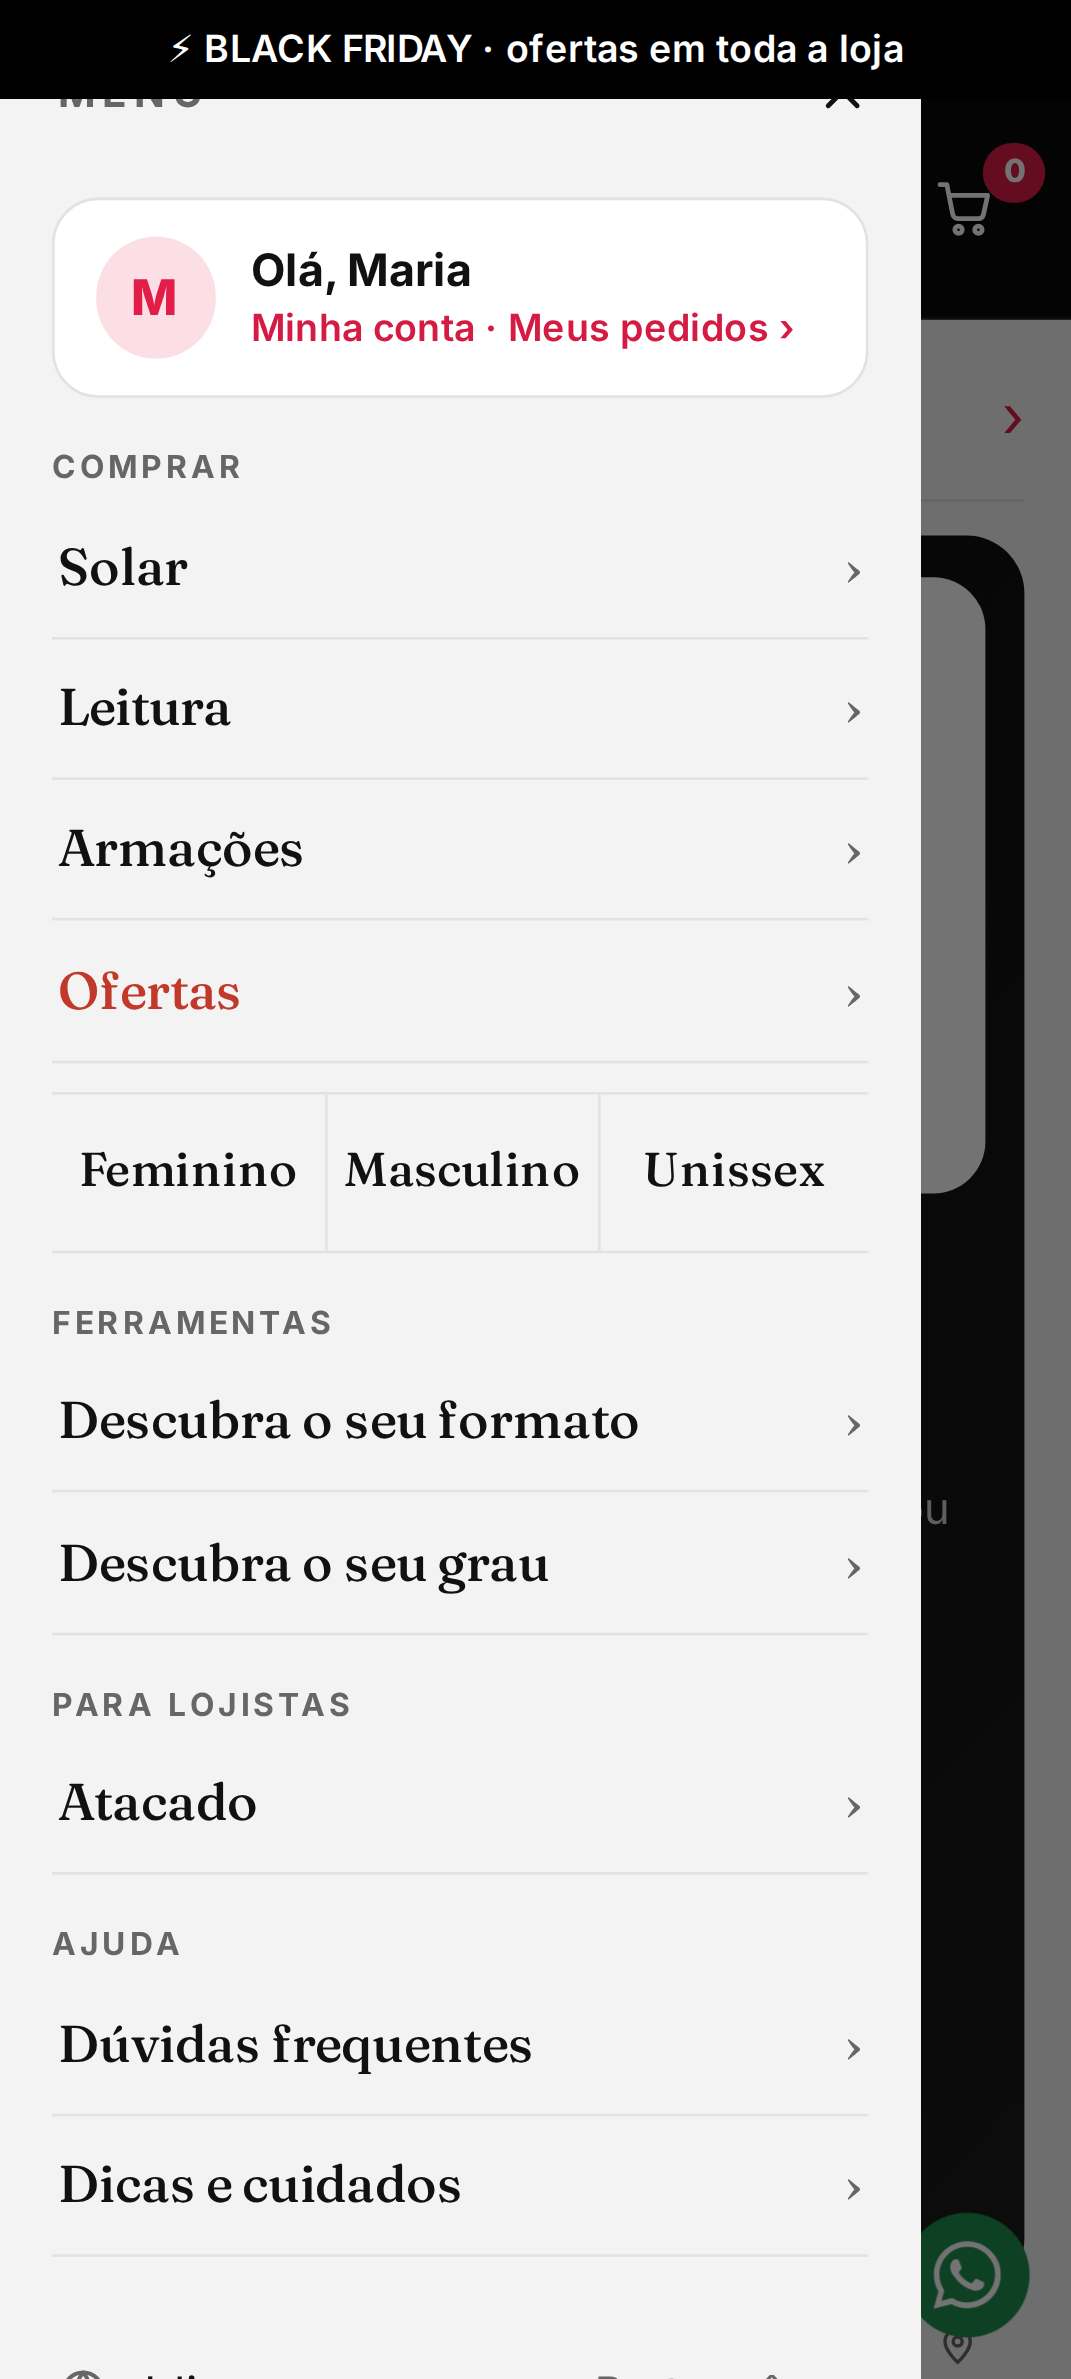 ⚡ BLACK FRIDAY · ofertas em toda a loja
MENU
0
M
Olá, Maria
Minha conta · Meus pedidos ›
COMPRAR
Solar ›
Leitura ›
Armações ›
Ofertas ›
Feminino Masculino Unissex
FERRAMENTAS
Descubra o seu formato ›
Descubra o seu grau ›
PARA LOJISTAS
Atacado ›
AJUDA
Dúvidas frequentes ›
Dicas e cuidados ›